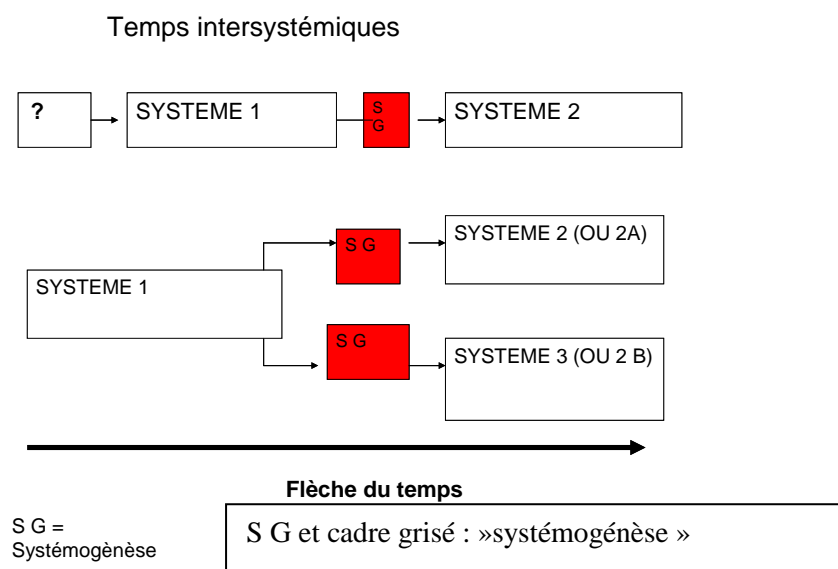 Temps intersystémiques
?
SYSTEME 1
S
G
SYSTEME 2
S G
SYSTEME 2 (OU 2A)
SYSTEME 1
S G
SYSTEME 3 (OU 2 B)
Flèche du temps
S G =
Systémogènèse
S G et cadre grisé : »systémogénèse »